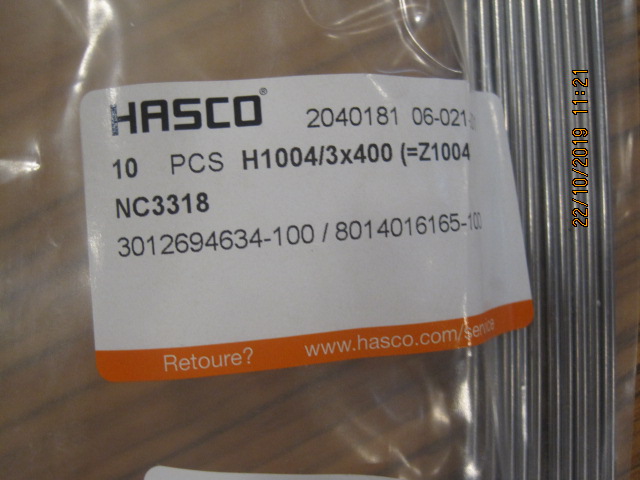 HASCO®
2040181 06-021-
10 PCS H1004/3x400 (=Z1004
NC3318
3012694634-100 / 8014016165-100
Retoure? www.hasco.com/service
22/10/2019 11:21